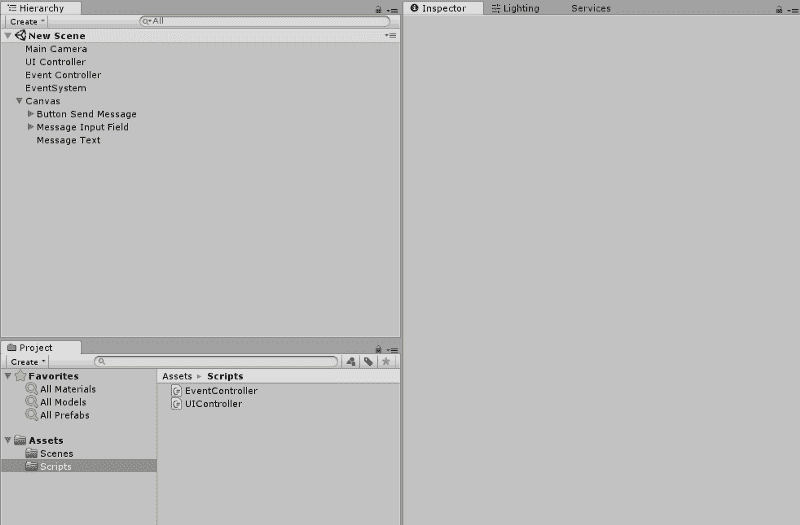 Hierarchy
Create
All
New Scene
Main Camera
UI Controller
Event Controller
EventSystem
Canvas
Button Send Message
Message Input Field
Message Text
Inspector
Lighting
Services
Project
Create
Favorites
All Materials
All Models
All Prefabs
Assets
Scenes
Scripts
Assets ▸ Scripts
EventController
UIController